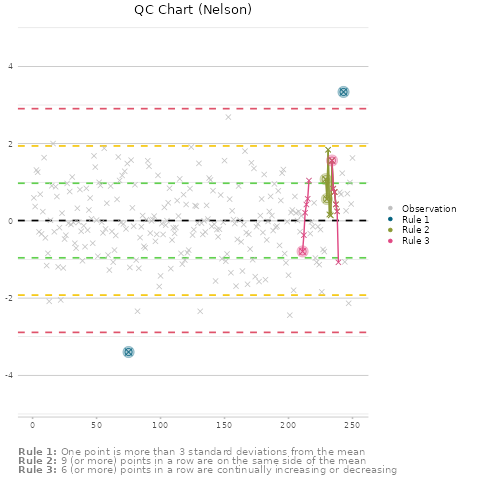 QC Chart (Nelson)
4
2
0
-2
-4
0
50
100
150
200
250
Observation
Rule 1
Rule 2
Rule 3
Rule 1: One point is more than 3 standard deviations from the mean
Rule 2: 9 (or more) points in a row are on the same side of the mean
Rule 3: 6 (or more) points in a row are continually increasing or decreasing